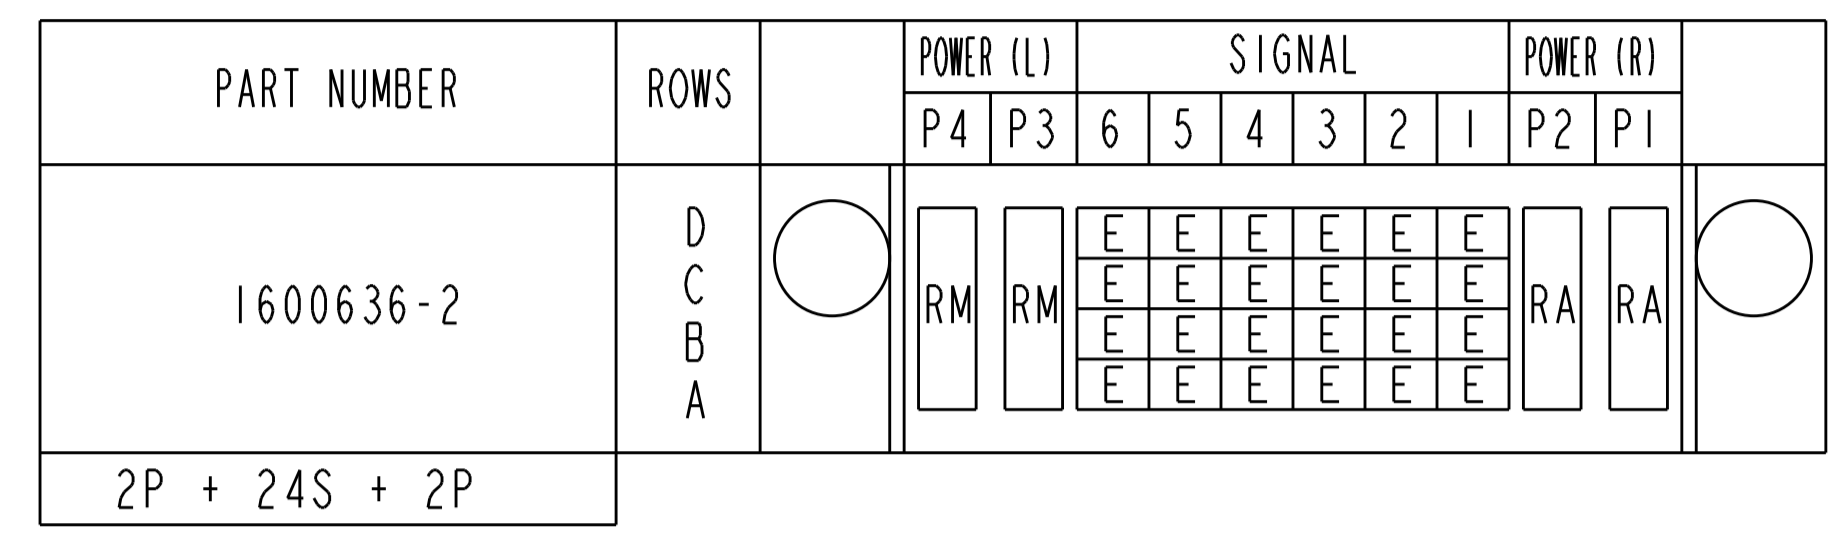 PART NUMBER ROWS POWER (L) SIGNAL POWER (R)
P4 P3 6 5 4 3 2 1 P2 P1
D E E E E E E
C E E E E E E
1600636-2 RM RM RA RA
B E E E E E E
A E E E E E E
2P + 24S + 2P